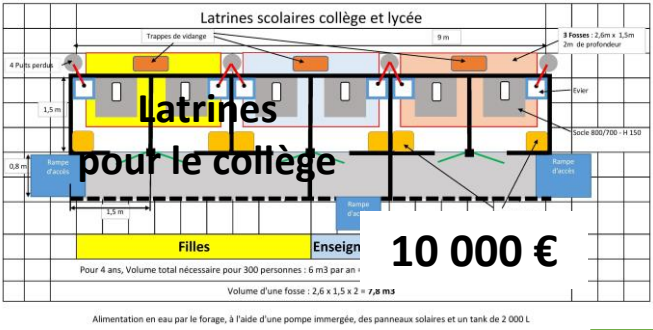 Latrines scolaires collège et lycée
Trappes de vidange
9 m
3 Fosses : 2,6m x 1,5m
2m de profondeur
4 Puits perdus
Evier
1,5 m
Latrines
Socle 800/700 - H 150
pour le collège
0,8 m
Rampe
d'accès
Rampe
d'accès
Rampe
1,5 m
Filles
10 000 €
Pour 4 ans, Volume total nécessaire pour 300 personnes : 6 m3 par an
Volume d'une fosse : 2,6 x 1,5 x 2 = 7,8 m3
Alimentation en eau par le forage, à l'aide d'une pompe immergée, des panneaux solaires et un tank de 2 000 L